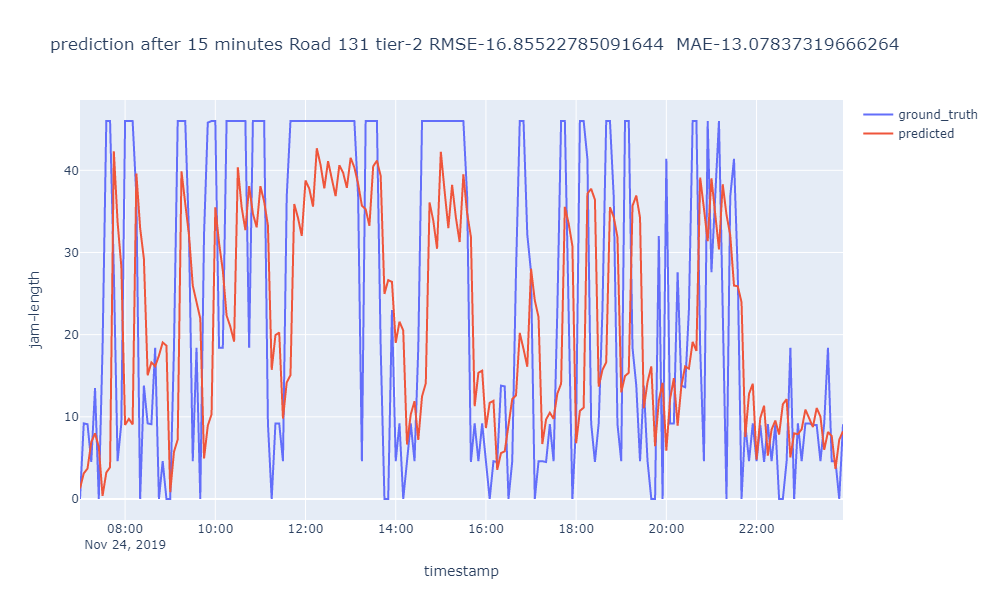 prediction after 15 minutes Road 131 tier-2 RMSE-16.85522785091644  MAE-13.07837319666264
ground_truth
predicted
jam-length
40
30
20
10
0
08:00 10:00 12:00 14:00 16:00 18:00 20:00 22:00
Nov 24, 2019
timestamp